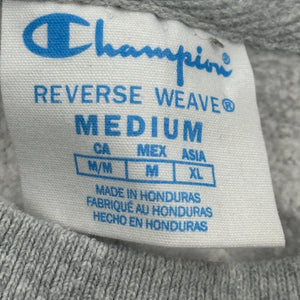 Champion
REVERSE WEAVE®
MEDIUM
CA MEX ASIA
M/M M XL
MADE IN HONDURAS
FABRIQUÉ AU HONDURAS
HECHO EN HONDURAS